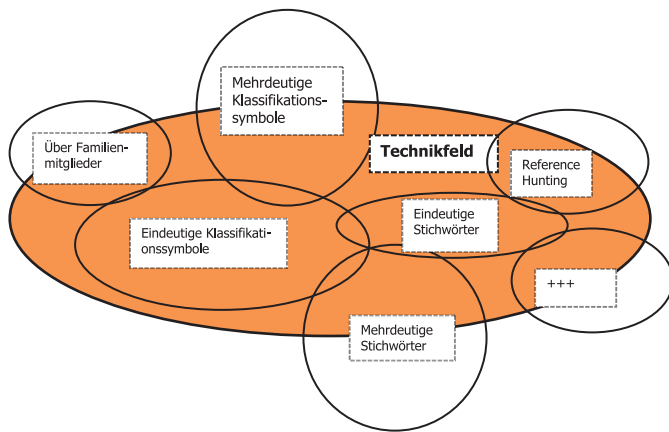 Mehrdeutige
Klassifikations-
symbole
Technikfeld
Über Familien-
mitglieder
Reference
Hunting
Eindeutige Klassifikati-
onssymbole
Eindeutige
Stichwörter
+++
Mehrdeutige
Stichwörter